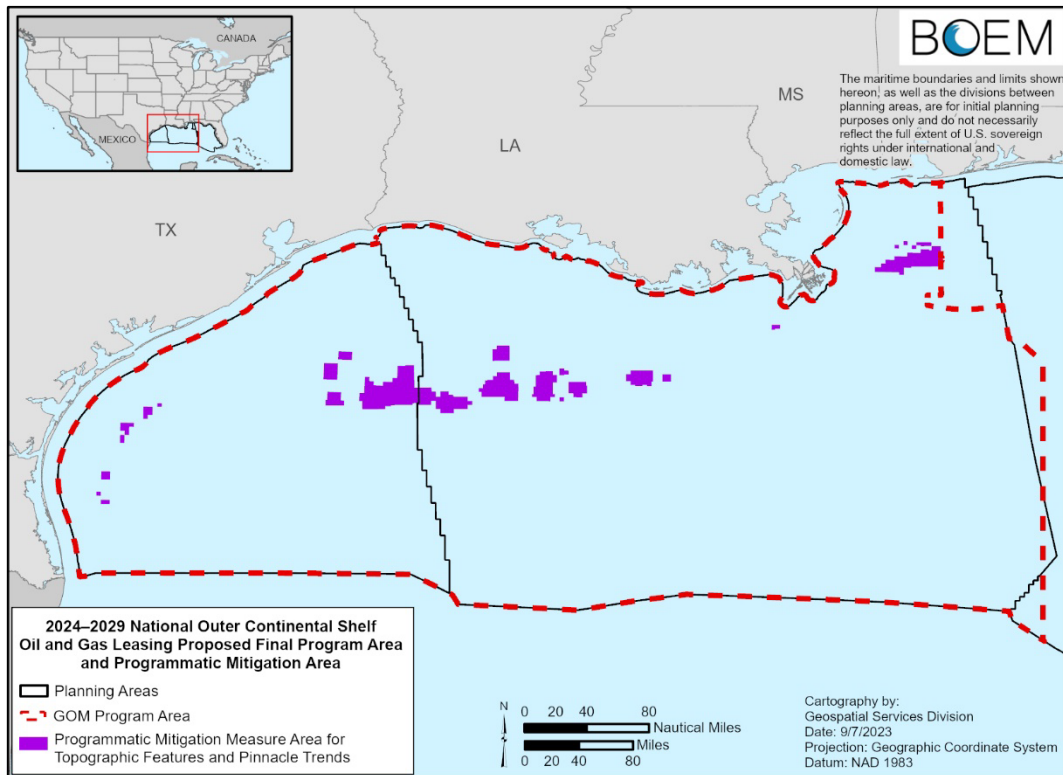 CANADA
MEXICO
BOEM
The maritime boundaries and limits shown
hereon, as well as the divisions between
planning areas, are for initial planning
purposes only and do not necessarily
reflect the full extent of U.S. sovereign
rights under international and
domestic law.
MS
LA
TX
2024–2029 National Outer Continental Shelf
Oil and Gas Leasing Proposed Final Program Area
and Programmatic Mitigation Area
Planning Areas
GOM Program Area
Programmatic Mitigation Measure Area for
Topographic Features and Pinnacle Trends
N
0 20 40 80
Nautical Miles
Miles
0 20 40 80
Cartography by:
Geospatial Services Division
Date: 9/7/2023
Projection: Geographic Coordinate System
Datum: NAD 1983